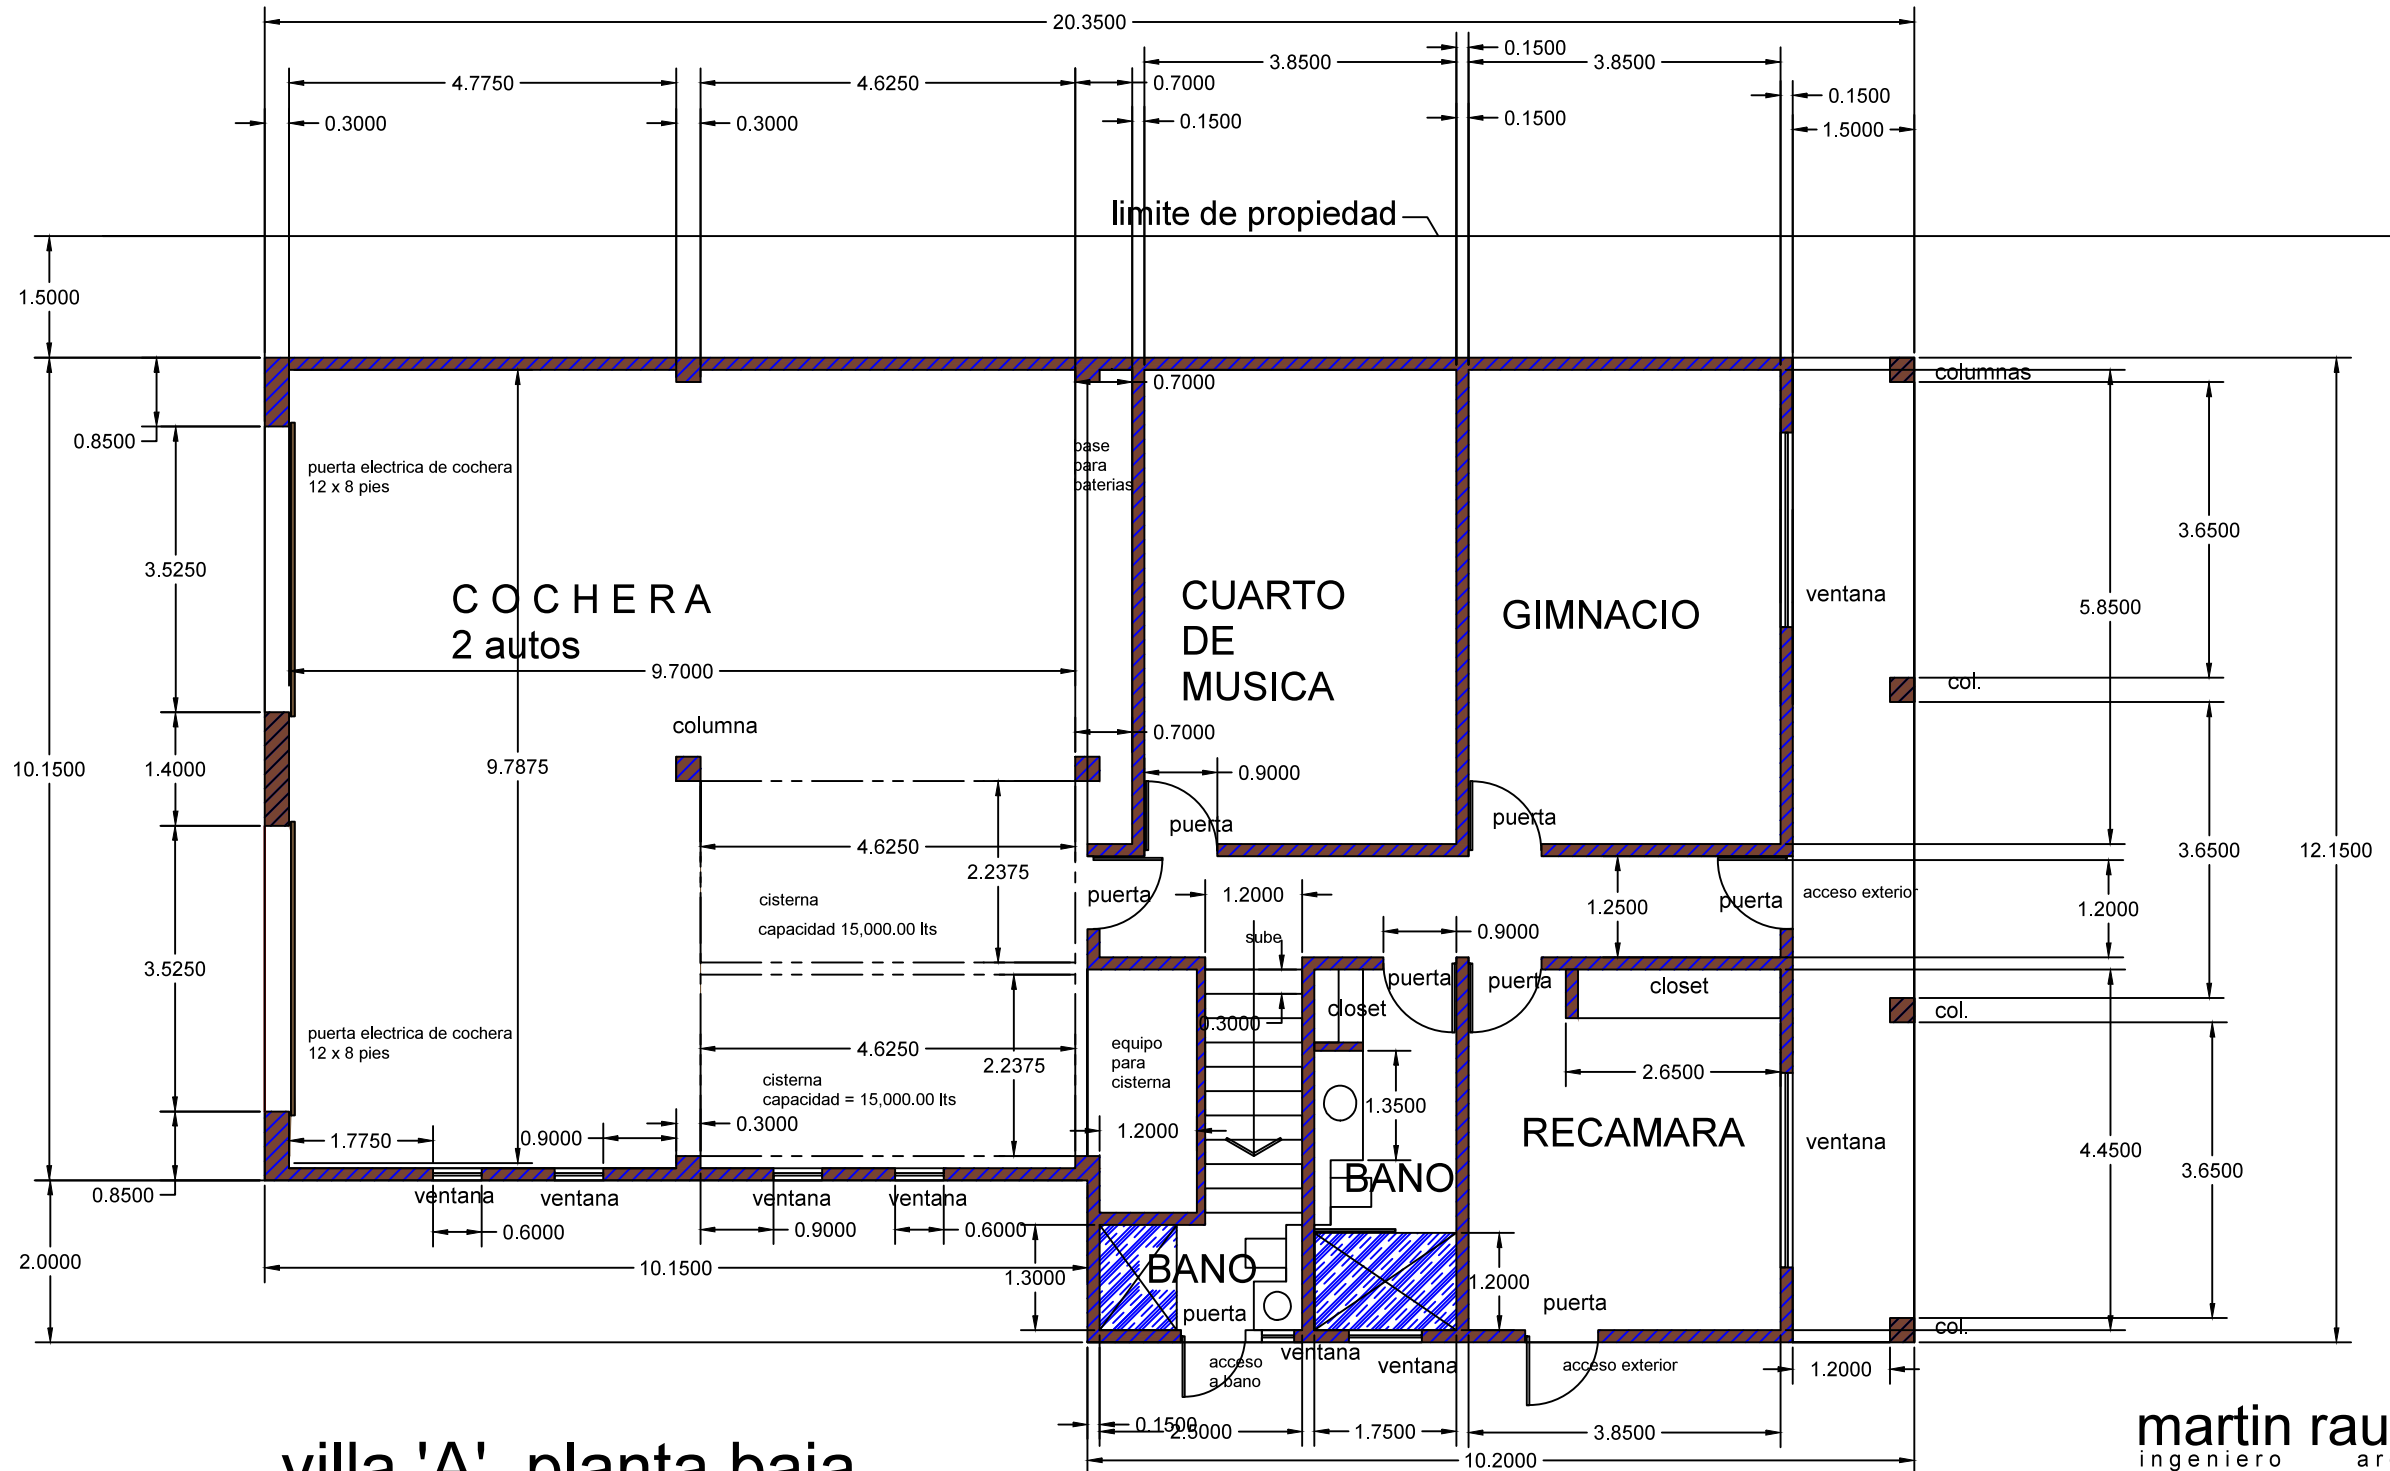 20.3500
0.1500
3.8500
3.8500
4.7750
4.6250
0.7000
0.1500
0.3000
0.3000
0.1500
0.1500
1.5000
limite de propiedad
1.5000
columnas
0.7000
0.8500
base
para
baterias
puerta electrica de cochera
12 x 8 pies
3.6500
3.5250
C O C H E R A
2 autos
CUARTO
DE
MUSICA
GIMNACIO
ventana
5.8500
9.7000
col.
columna
0.7000
10.1500
1.4000
9.7875
0.9000
puerta
puerta
4.6250
3.6500
12.1500
2.2375
puerta
1.2000
1.2500
puerta
acceso exterior
1.2000
cisterna
capacidad 15,000.00 lts
sube
0.9000
3.5250
puerta
puerta
closet
closet
0.3000
col.
puerta electrica de cochera
12 x 8 pies
equipo
para
cisterna
4.6250
2.2375
2.6500
cisterna
capacidad = 15,000.00 lts
1.3500
1.7750
0.9000
0.3000
1.2000
RECAMARA
ventana
4.4500
3.6500
BANO
0.8500
ventana
ventana
ventana
ventana
0.6000
0.9000
0.6000
2.0000
10.1500
1.3000
BANO
1.2000
puerta
puerta
col.
ventana
ventana
acceso
a bano
acceso exterior
1.2000
0.1500
2.5000
1.7500
3.8500
10.2000
villa 'A' planta baja
martin rau
ingeniero ar